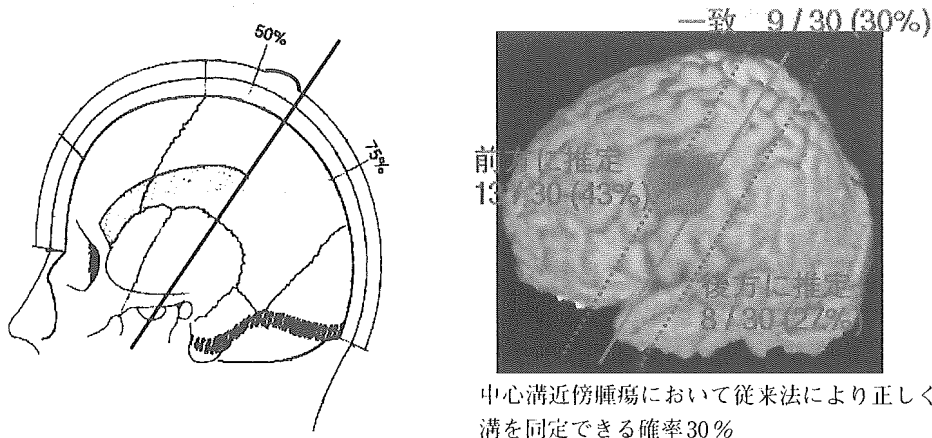 50%
75%
一致 9/30 (30%)
前方に推定
13/30 (43%)
後方に推定
8/30 (27%)
中心溝近傍腫瘍において従来法により正しく
溝を同定できる確率30%